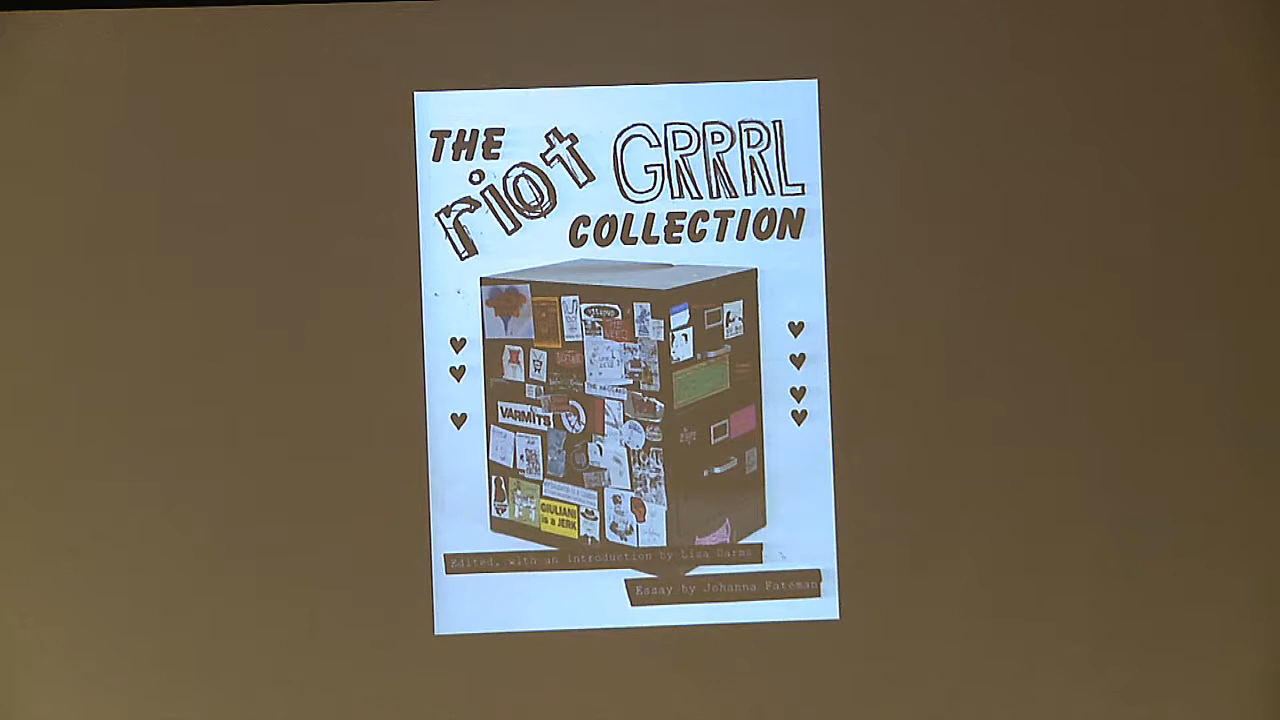 THE
riot GRRRL
COLLECTION
VARMiTS
GIULIANI
is a JERK
Edited, with an introduction by Lisa Darms
Essay by Johanna Fateman